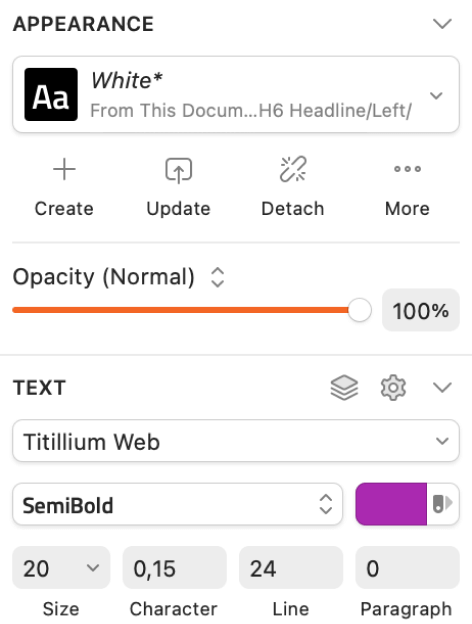 APPEARANCE
Aa
White*
From This Docum...H6 Headline/Left/
Create Update Detach More
Opacity (Normal)
100%
TEXT
Titillium Web
SemiBold
20 0,15 24 0
Size Character Line Paragraph